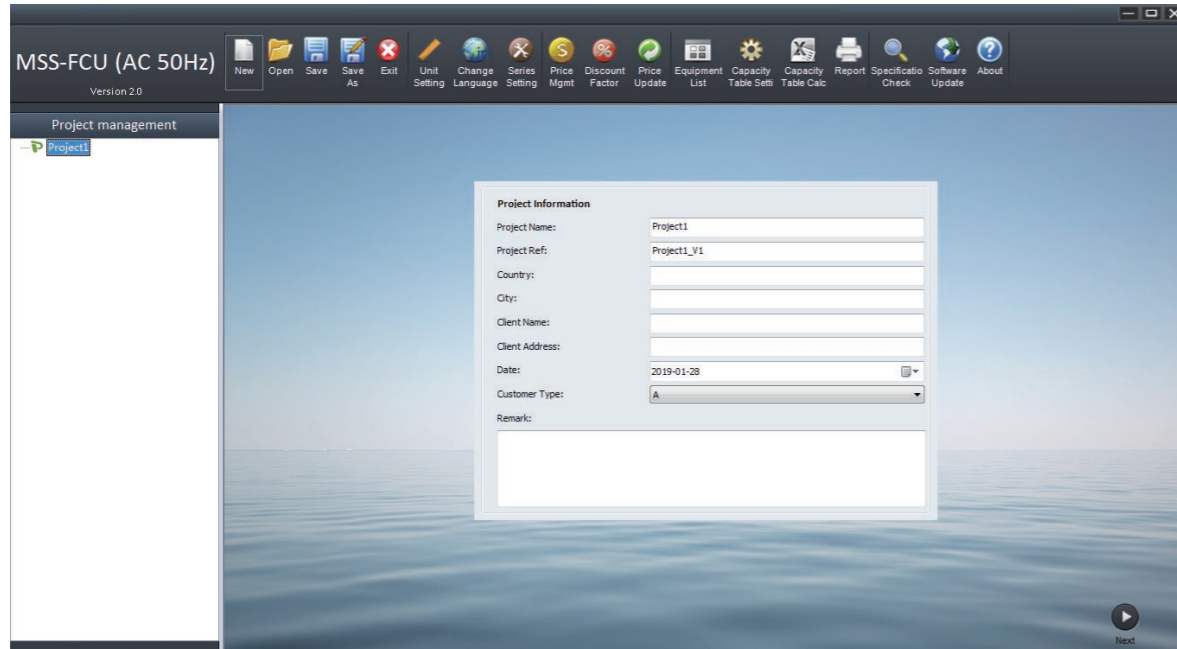 MSS-FCU (AC 50Hz)
Version 2.0
New
Open
Save
Save
As
Exit
Unit
Setting
Change
Language
Series
Setting
Price
Mgmt
Discount
Factor
Price
Update
Equipment
List
Capacity
Table Setti
Capacity
Table Calc
Report
Specificatio
Check
Software
Update
About
Project management
Project1
Project Information
Project Name: Project1
Project Ref: Project1_V1
Country:
City:
Client Name:
Client Address:
Date: 2019-01-28
Customer Type: A
Remark:
Next